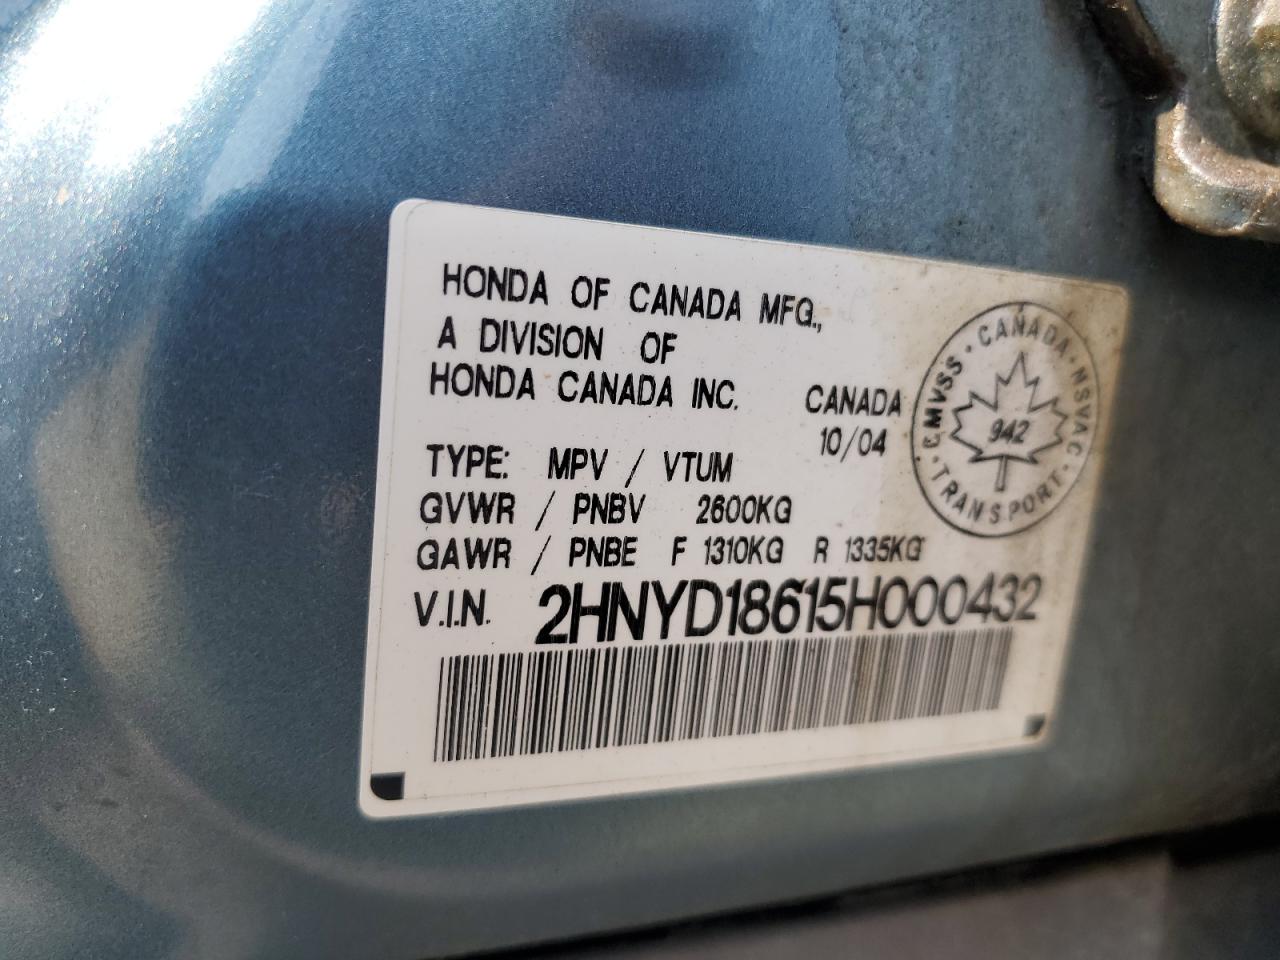 HONDA OF CANADA MFG.,
A DIVISION OF
HONDA CANADA INC.
CANADA
10/04
CMVSS · CANADA · NSVAC · TRANSPORT ·
942
TYPE: MPV / VTUM
GVWR / PNBV 2600KG
GAWR / PNBE F 1310KG R 1335KG
V.I.N. 2HNYD18615H000432